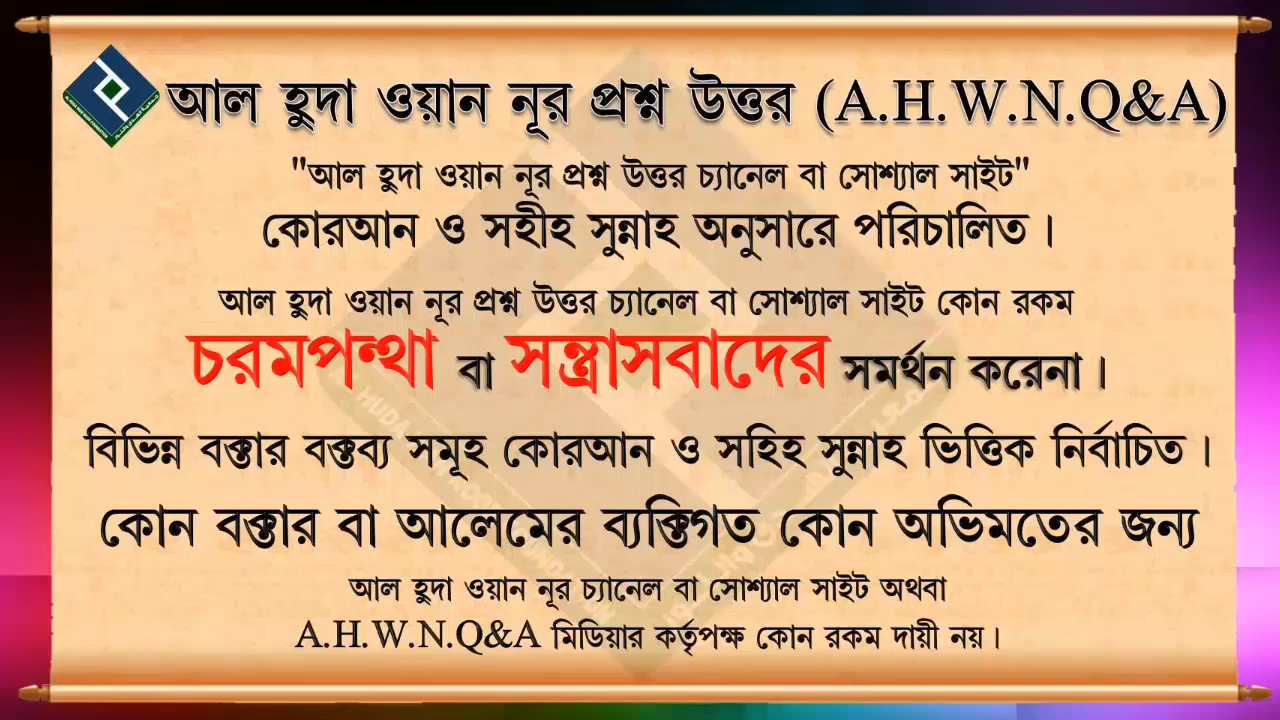 আল হুদা ওয়ান নূর প্রশ্ন উত্তর (A.H.W.N.Q&A)
"আল হুদা ওয়ান নূর প্রশ্ন উত্তর চ্যানেল বা সোশ্যাল সাইট"
কোরআন ও সহীহ সুন্নাহ অনুসারে পরিচালিত।
আল হুদা ওয়ান নূর প্রশ্ন উত্তর চ্যানেল বা সোশ্যাল সাইট কোন রকম
চরমপন্থা বা সন্ত্রাসবাদের সমর্থন করেনা।
বিভিন্ন বক্তার বক্তব্য সমূহ কোরআন ও সহিহ সুন্নাহ ভিত্তিক নির্বাচিত।
কোন বক্তার বা আলেমের ব্যক্তিগত কোন অভিমতের জন্য
আল হুদা ওয়ান নূর চ্যানেল বা সোশ্যাল সাইট অথবা
A.H.W.N.Q&A মিডিয়ার কর্তৃপক্ষ কোন রকম দায়ী নয়।